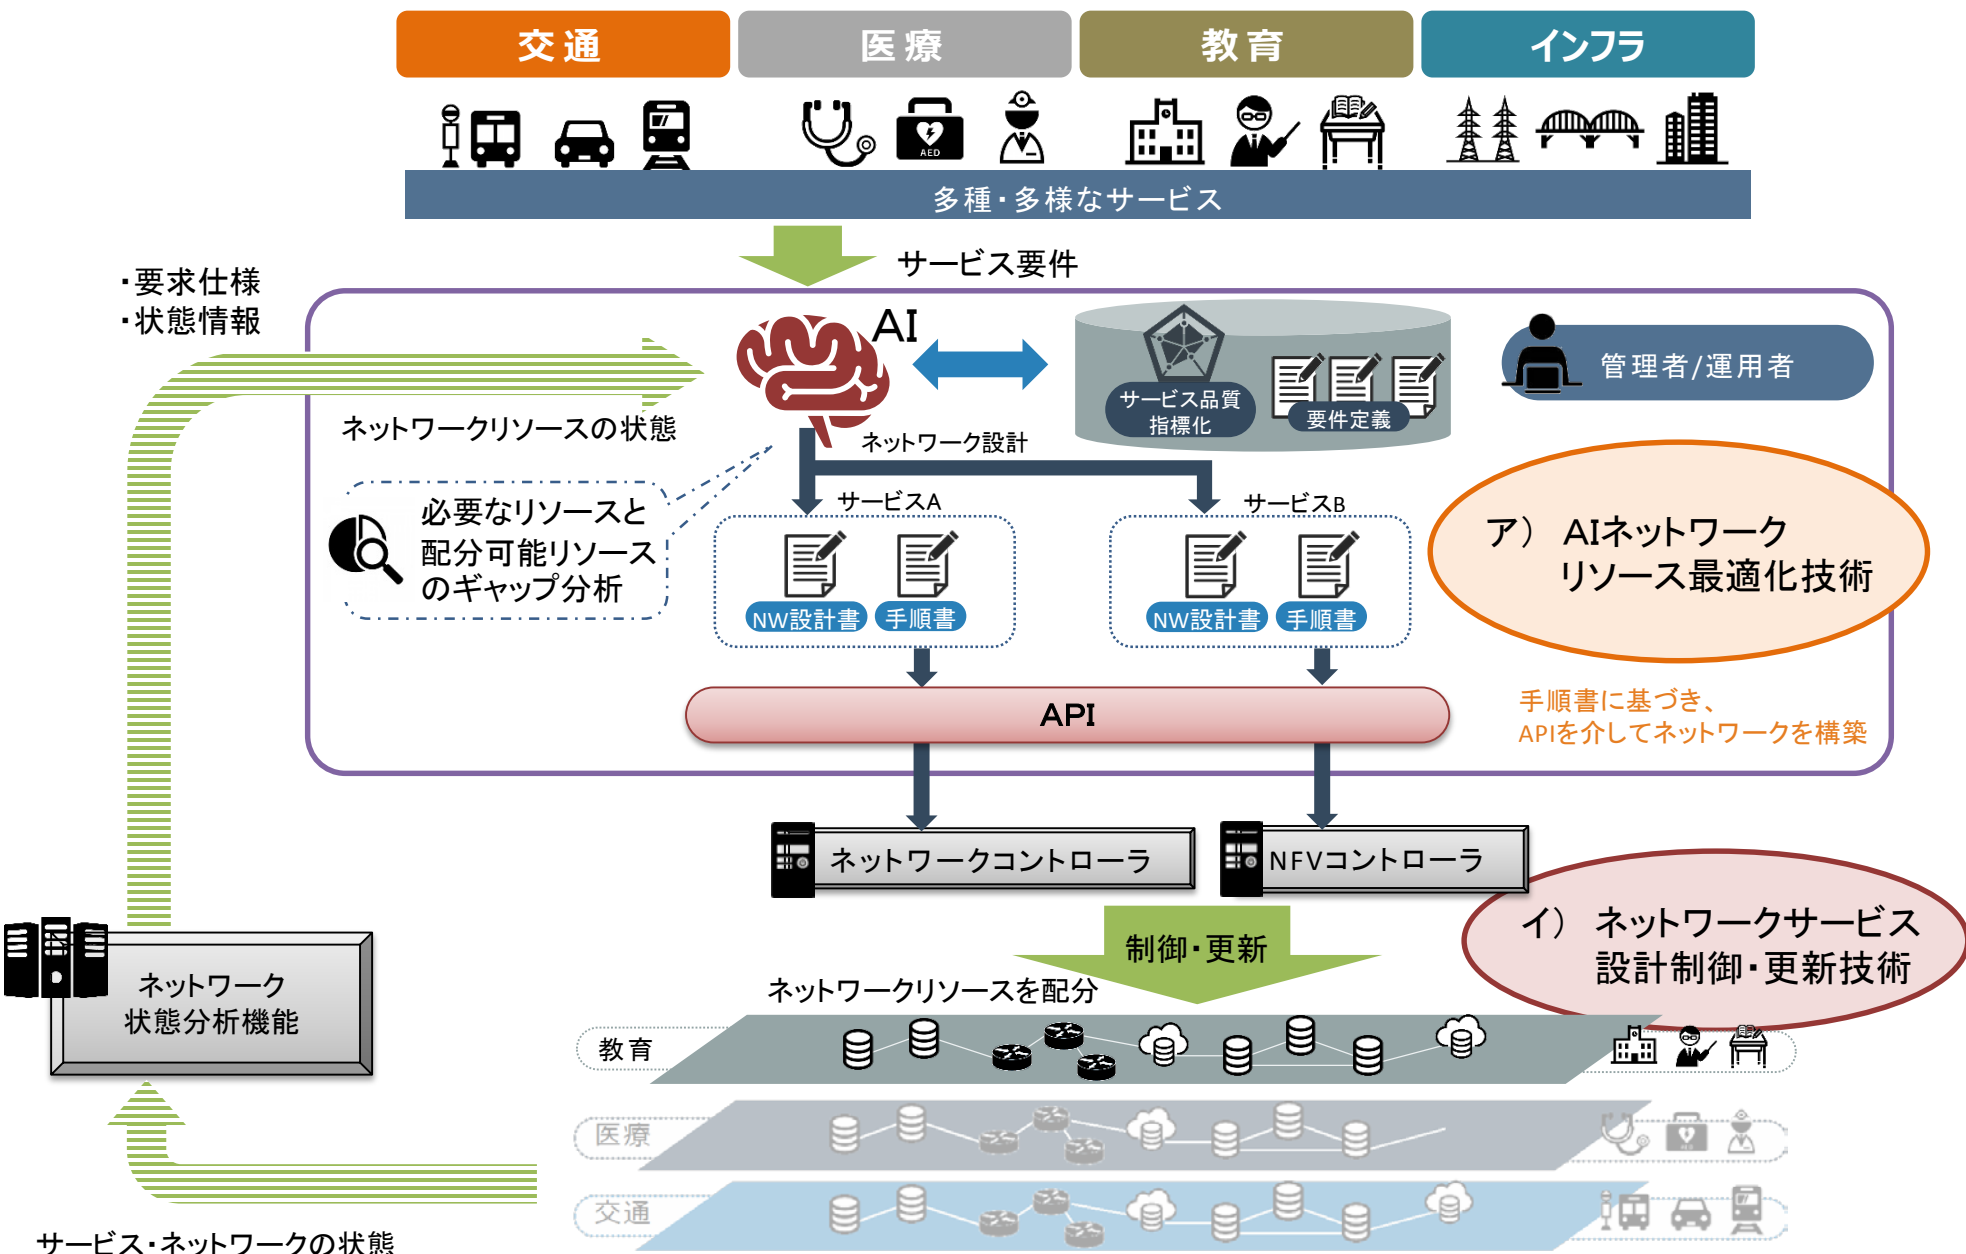 交通
医療
教育
インフラ
AED
多種・多様なサービス
サービス要件
・要求仕様
・状態情報
AI
サービス品質
指標化
要件定義
管理者/運用者
ネットワークリソースの状態
ネットワーク設計
必要なリソースと
配分可能リソース
のギャップ分析
サービスA
サービスB
NW設計書
手順書
NW設計書
手順書
ア） AIネットワーク
リソース最適化技術
API
手順書に基づき、
APIを介してネットワークを構築
ネットワークコントローラ
NFVコントローラ
イ） ネットワークサービス
設計制御・更新技術
制御・更新
ネットワークリソースを配分
ネットワーク
状態分析機能
教育
医療
交通
サービス・ネットワークの状態